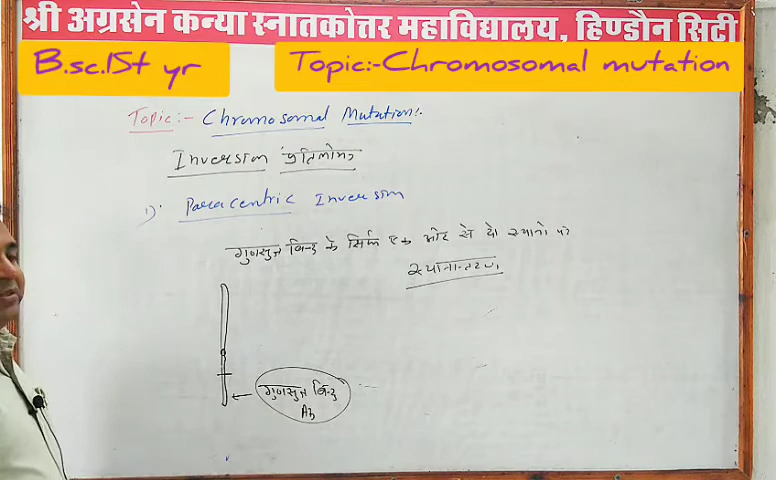 श्री अग्रसेन कन्या स्नातकोत्तर महाविद्यालय, हिण्डौन सिटी
B.sc.ISt yr
Topic:-Chromosomal mutation
Topic:- Chromosomal Mutation:-
Inversion प्रतिलोमन
1) Paracentric Inversion
गुणसूत्र बिन्दु के सिर्फ एक ओर से दो स्थानों पर
स्थानान्तरण
गुणसूत्र बिन्दु